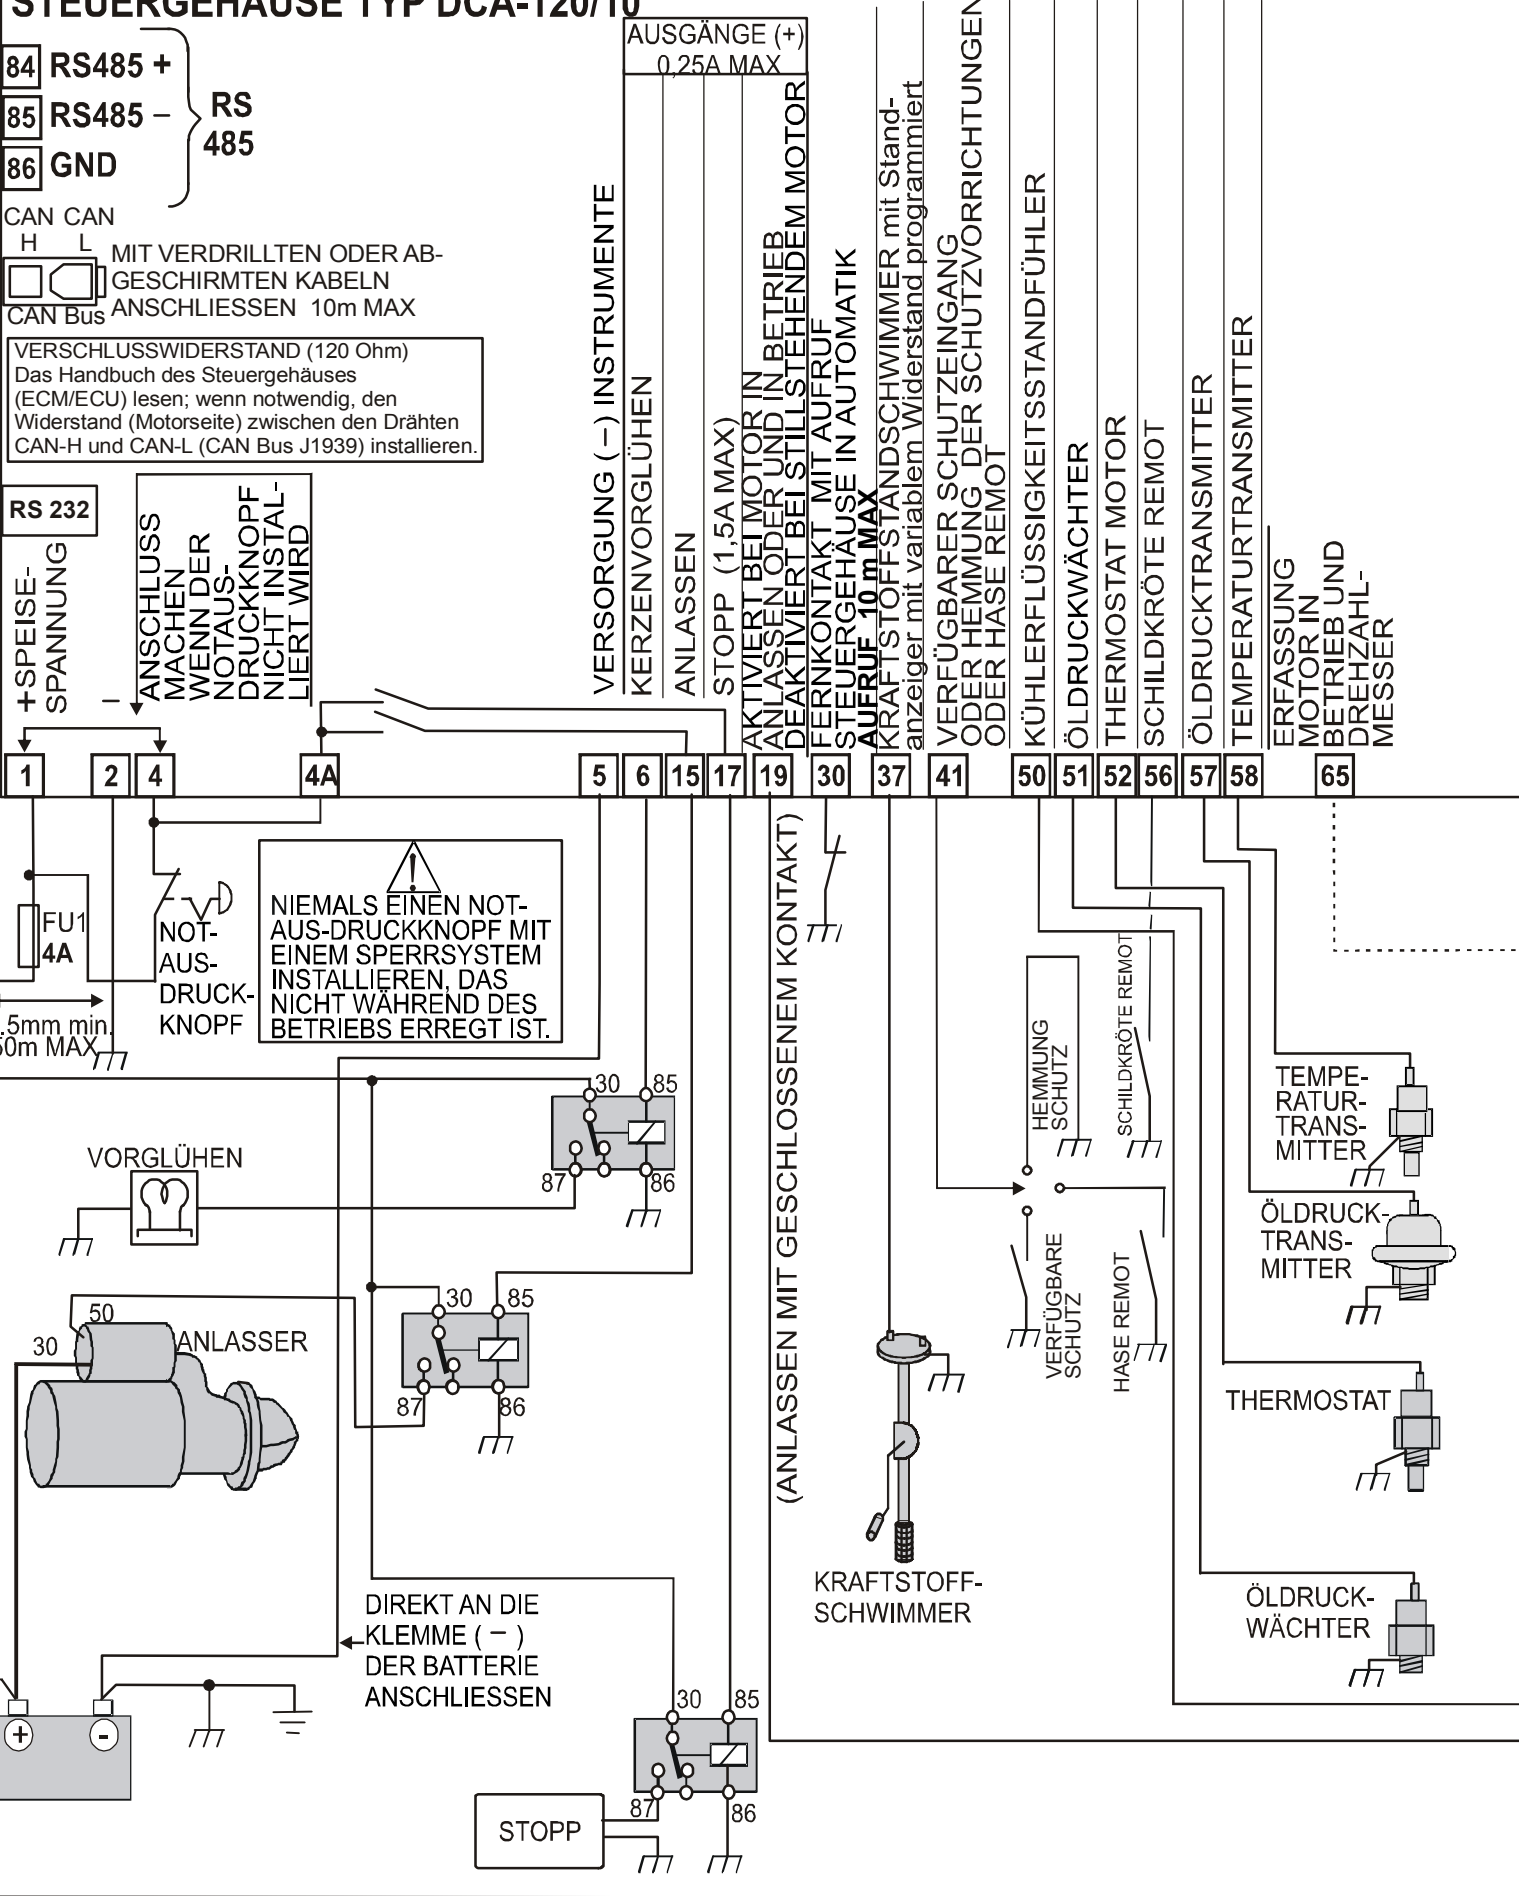 STEUERGEHÄUSE TYP DCA-120/10
84 RS485 +
85 RS485 –
86 GND
RS
485
CAN CAN
H L
CAN Bus
MIT VERDRILLTEN ODER AB-
GESCHIRMTEN KABELN
ANSCHLIESSEN 10m MAX
VERSCHLUSSWIDERSTAND (120 Ohm)
Das Handbuch des Steuergehäuses
(ECM/ECU) lesen; wenn notwendig, den
Widerstand (Motorseite) zwischen den Drähten
CAN-H und CAN-L (CAN Bus J1939) installieren.
RS 232
+SPEISE-
SPANNUNG
–
ANSCHLUSS
MACHEN
WENN DER
NOTAUS-
DRUCKNOPF
NICHT INSTAL-
LIERT WIRD
AUSGÄNGE (+)
0,25A MAX
VERSORGUNG (–) INSTRUMENTE
KERZENVORGLÜHEN
ANLASSEN
STOPP (1,5A MAX)
AKTIVIERT BEI MOTOR IN
ANLASSEN ODER UND IN BETRIEB
DEAKTIVIERT BEI STILLSTEHENDEM MOTOR
FERNKONTAKT MIT AUFRUF
STEUERGEHÄUSE IN AUTOMATIK
AUFRUF 10 m MAX
KRAFTSTOFFSTANDSCHWIMMER mit Stand-
anzeiger mit variablem Widerstand programmiert
VERFÜGBARER SCHUTZEINGANG
ODER HEMMUNG DER SCHUTZVORRICHTUNGEN
ODER HASE REMOT
KÜHLERFLÜSSIGKEITSSTANDFÜHLER
ÖLDRUCKWÄCHTER
THERMOSTAT MOTOR
SCHILDKRÖTE REMOT
ÖLDRUCKTRANSMITTER
TEMPERATURTRANSMITTER
ERFASSUNG
MOTOR IN
BETRIEB UND
DREHZAHL-
MESSER
1 2 4 4A 5 6 15 17 19 30 37 41 50 51 52 56 57 58 65
FU1
4A
NOT-
AUS-
DRUCK-
KNOPF
!
NIEMALS EINEN NOT-
AUS-DRUCKKNOPF MIT
EINEM SPERRSYSTEM
INSTALLIEREN, DAS
NICHT WÄHREND DES
BETRIEBS ERREGT IST.
.5mm min.
50m MAX
(ANLASSEN MIT GESCHLOSSENEM KONTAKT)
30 85
87 86
VORGLÜHEN
HEMMUNG
SCHUTZ
SCHILDKRÖTE REMOT
VERFÜGBARE
SCHUTZ
HASE REMOT
TEMPE-
RATUR-
TRANS-
MITTER
ÖLDRUCK-
TRANS-
MITTER
50
30
ANLASSER
30 85
87 86
THERMOSTAT
KRAFTSTOFF-
SCHWIMMER
ÖLDRUCK-
WÄCHTER
DIREKT AN DIE
KLEMME ( – )
DER BATTERIE
ANSCHLIESSEN
+ -
30 85
87 86
STOPP